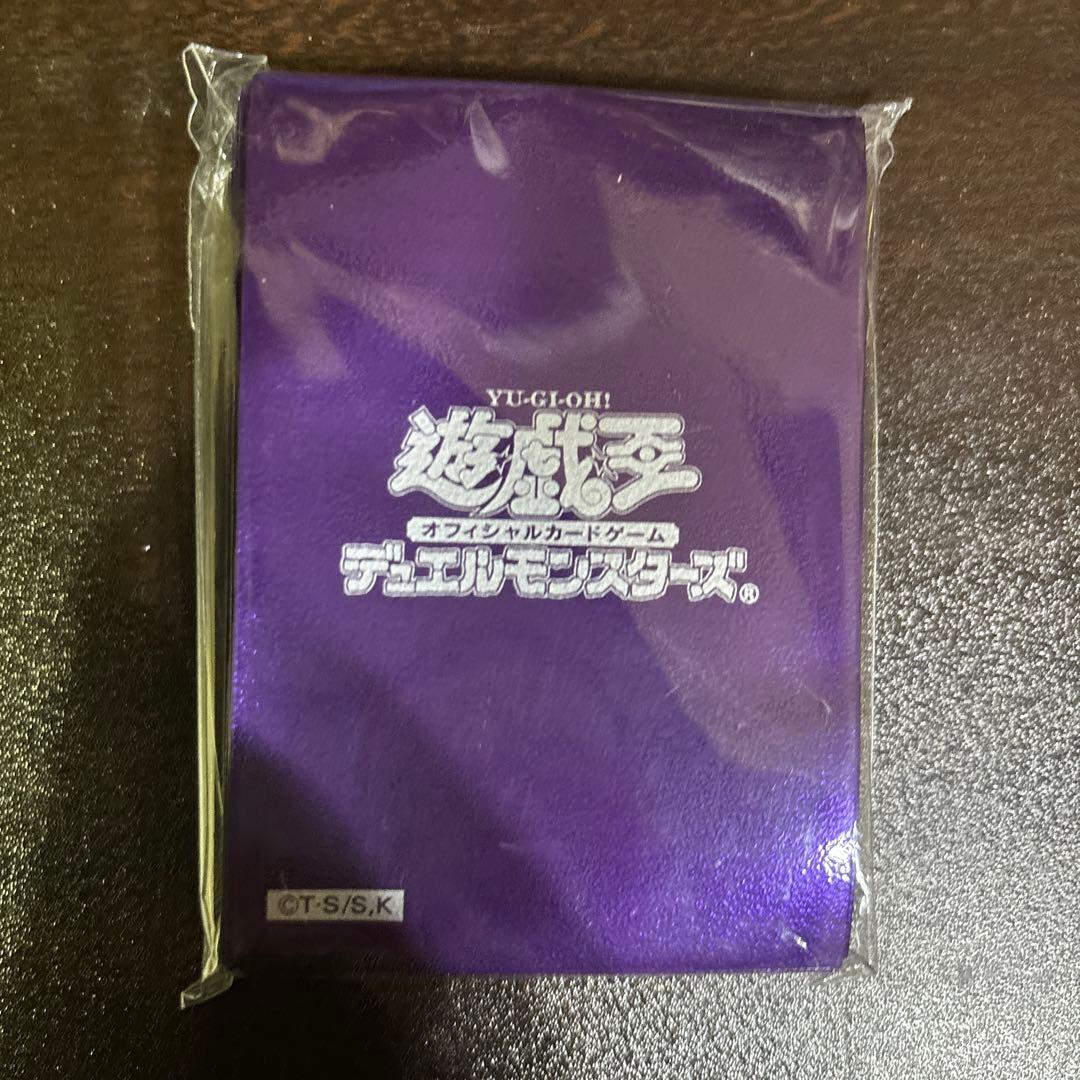 YU-GI-OH!
遊戯王
オフィシャルカードゲーム
デュエルモンスターズ®
©T·S/S,K